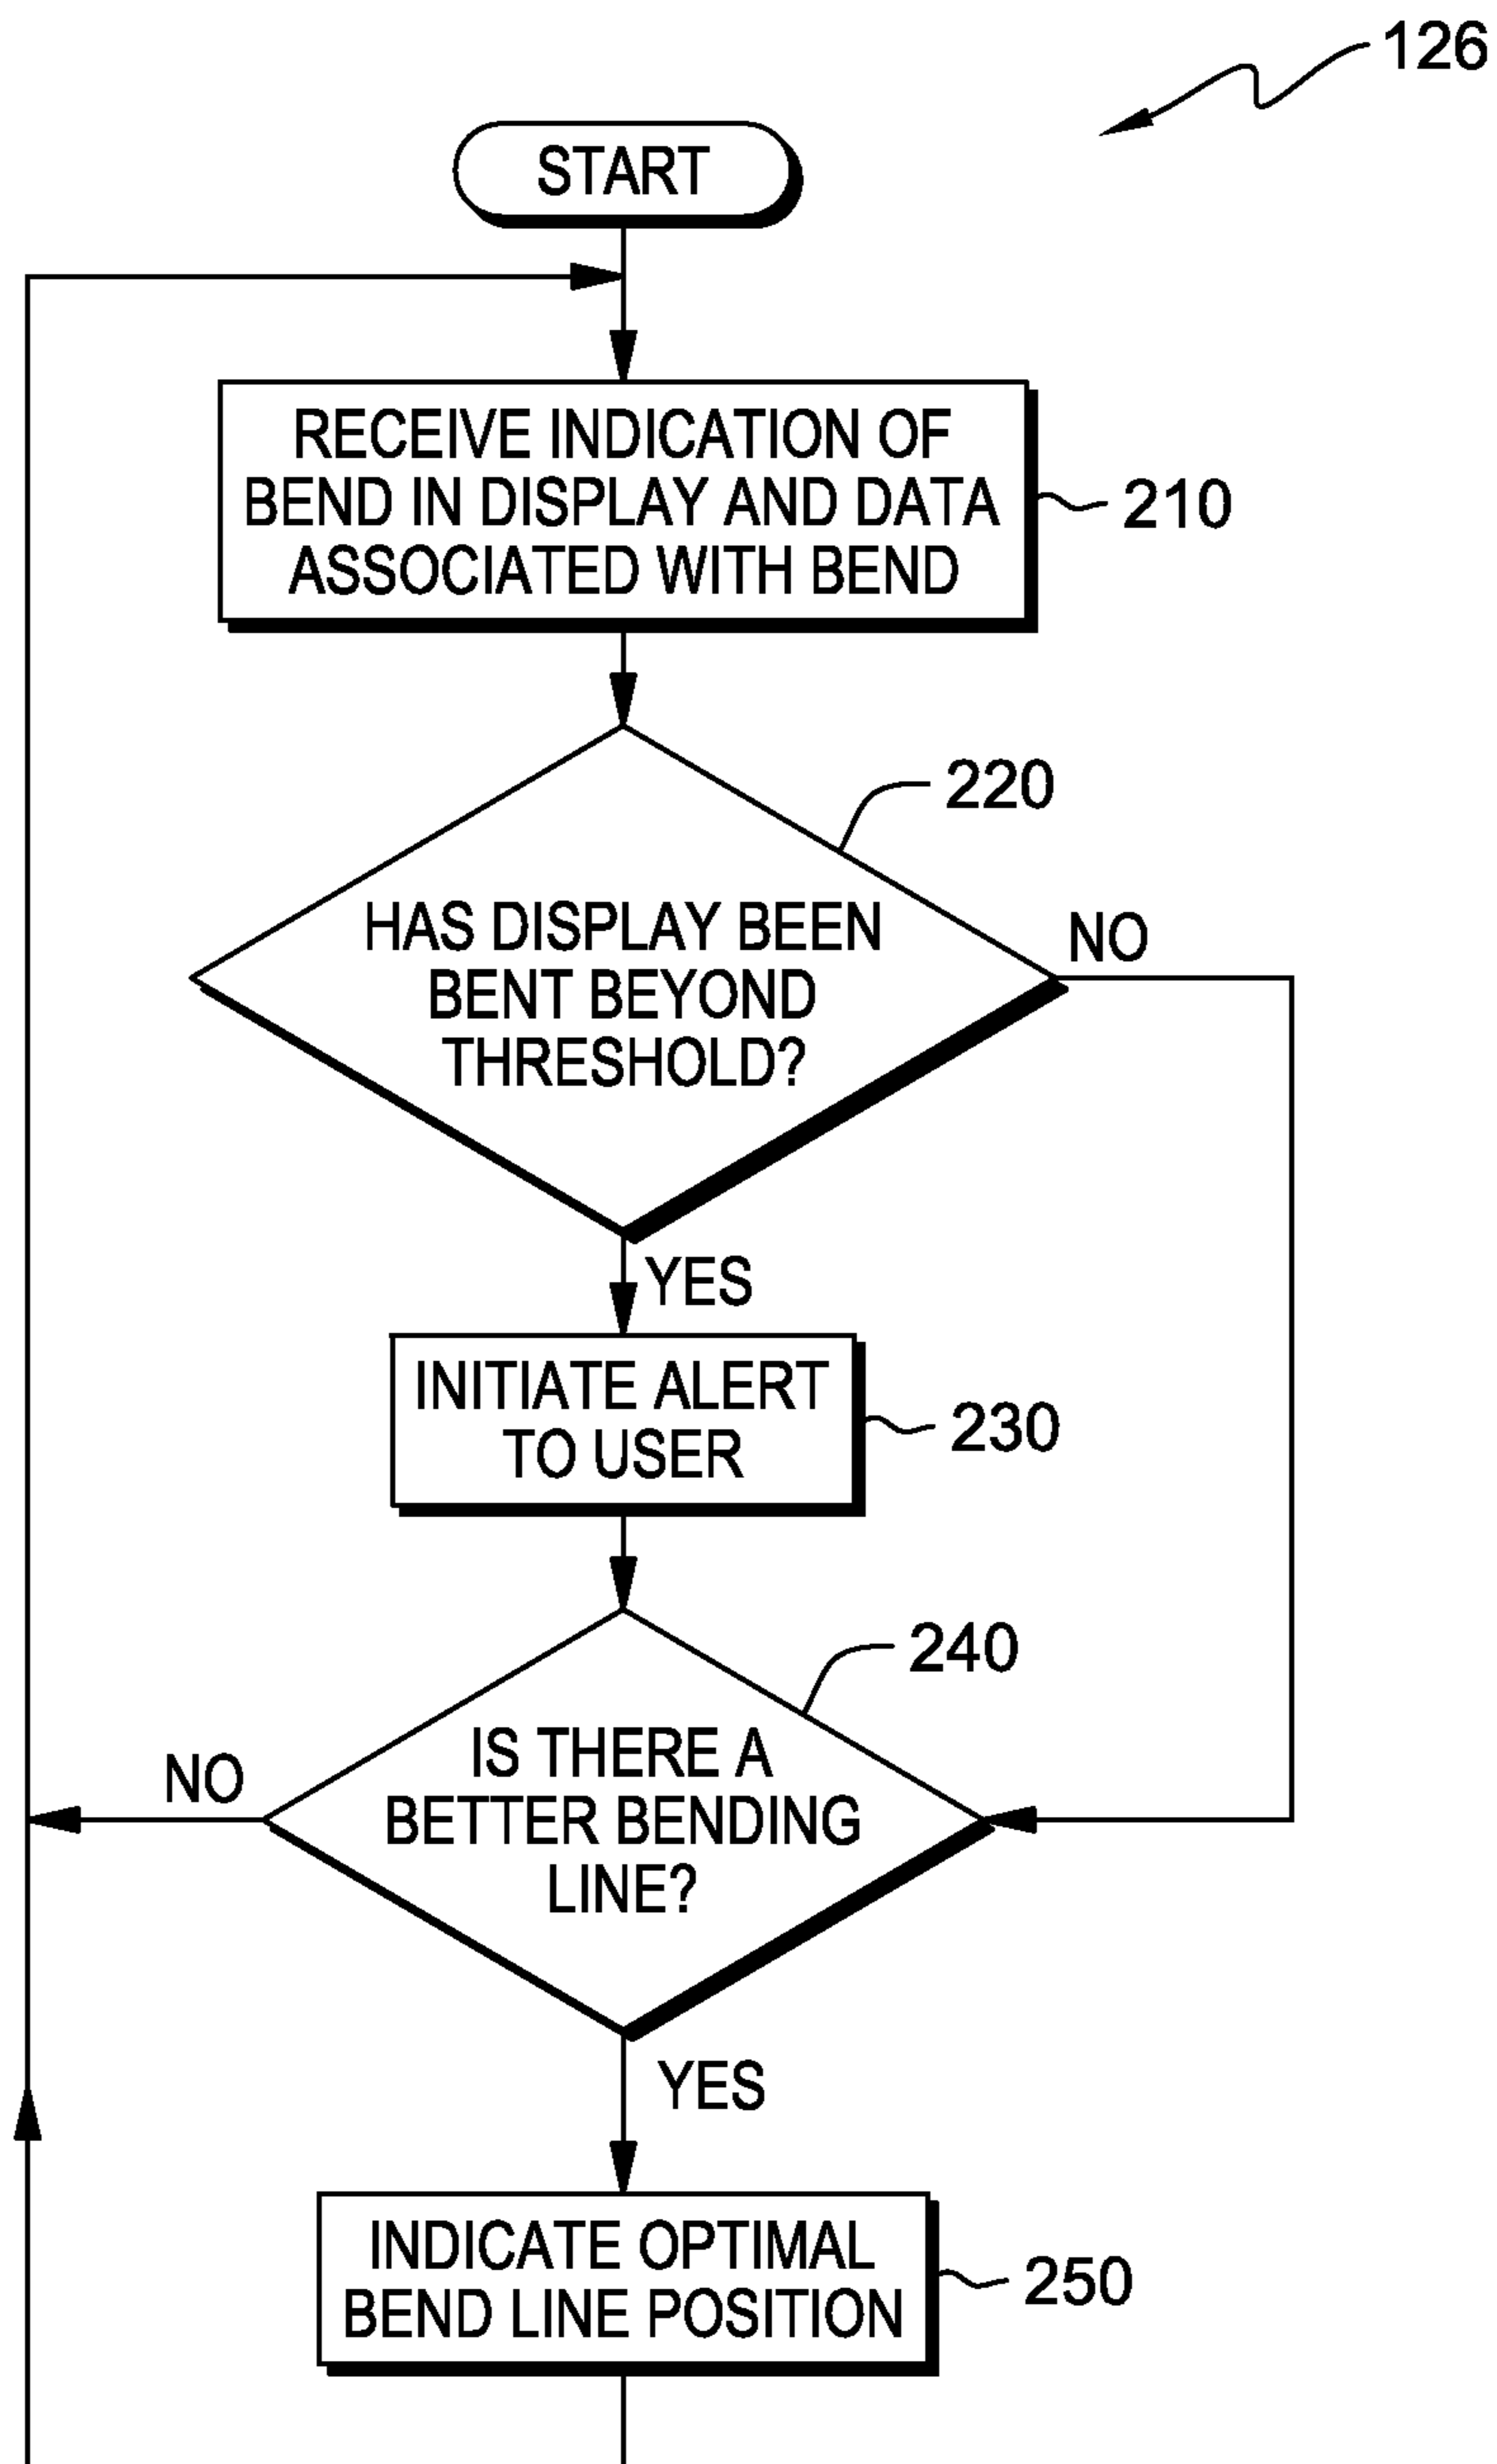 126
START
RECEIVE INDICATION OF
BEND IN DISPLAY AND DATA
ASSOCIATED WITH BEND
210
220
HAS DISPLAY BEEN
BENT BEYOND
THRESHOLD?
NO
YES
INITIATE ALERT
TO USER
230
240
IS THERE A
BETTER BENDING
LINE?
NO
YES
INDICATE OPTIMAL
BEND LINE POSITION
250